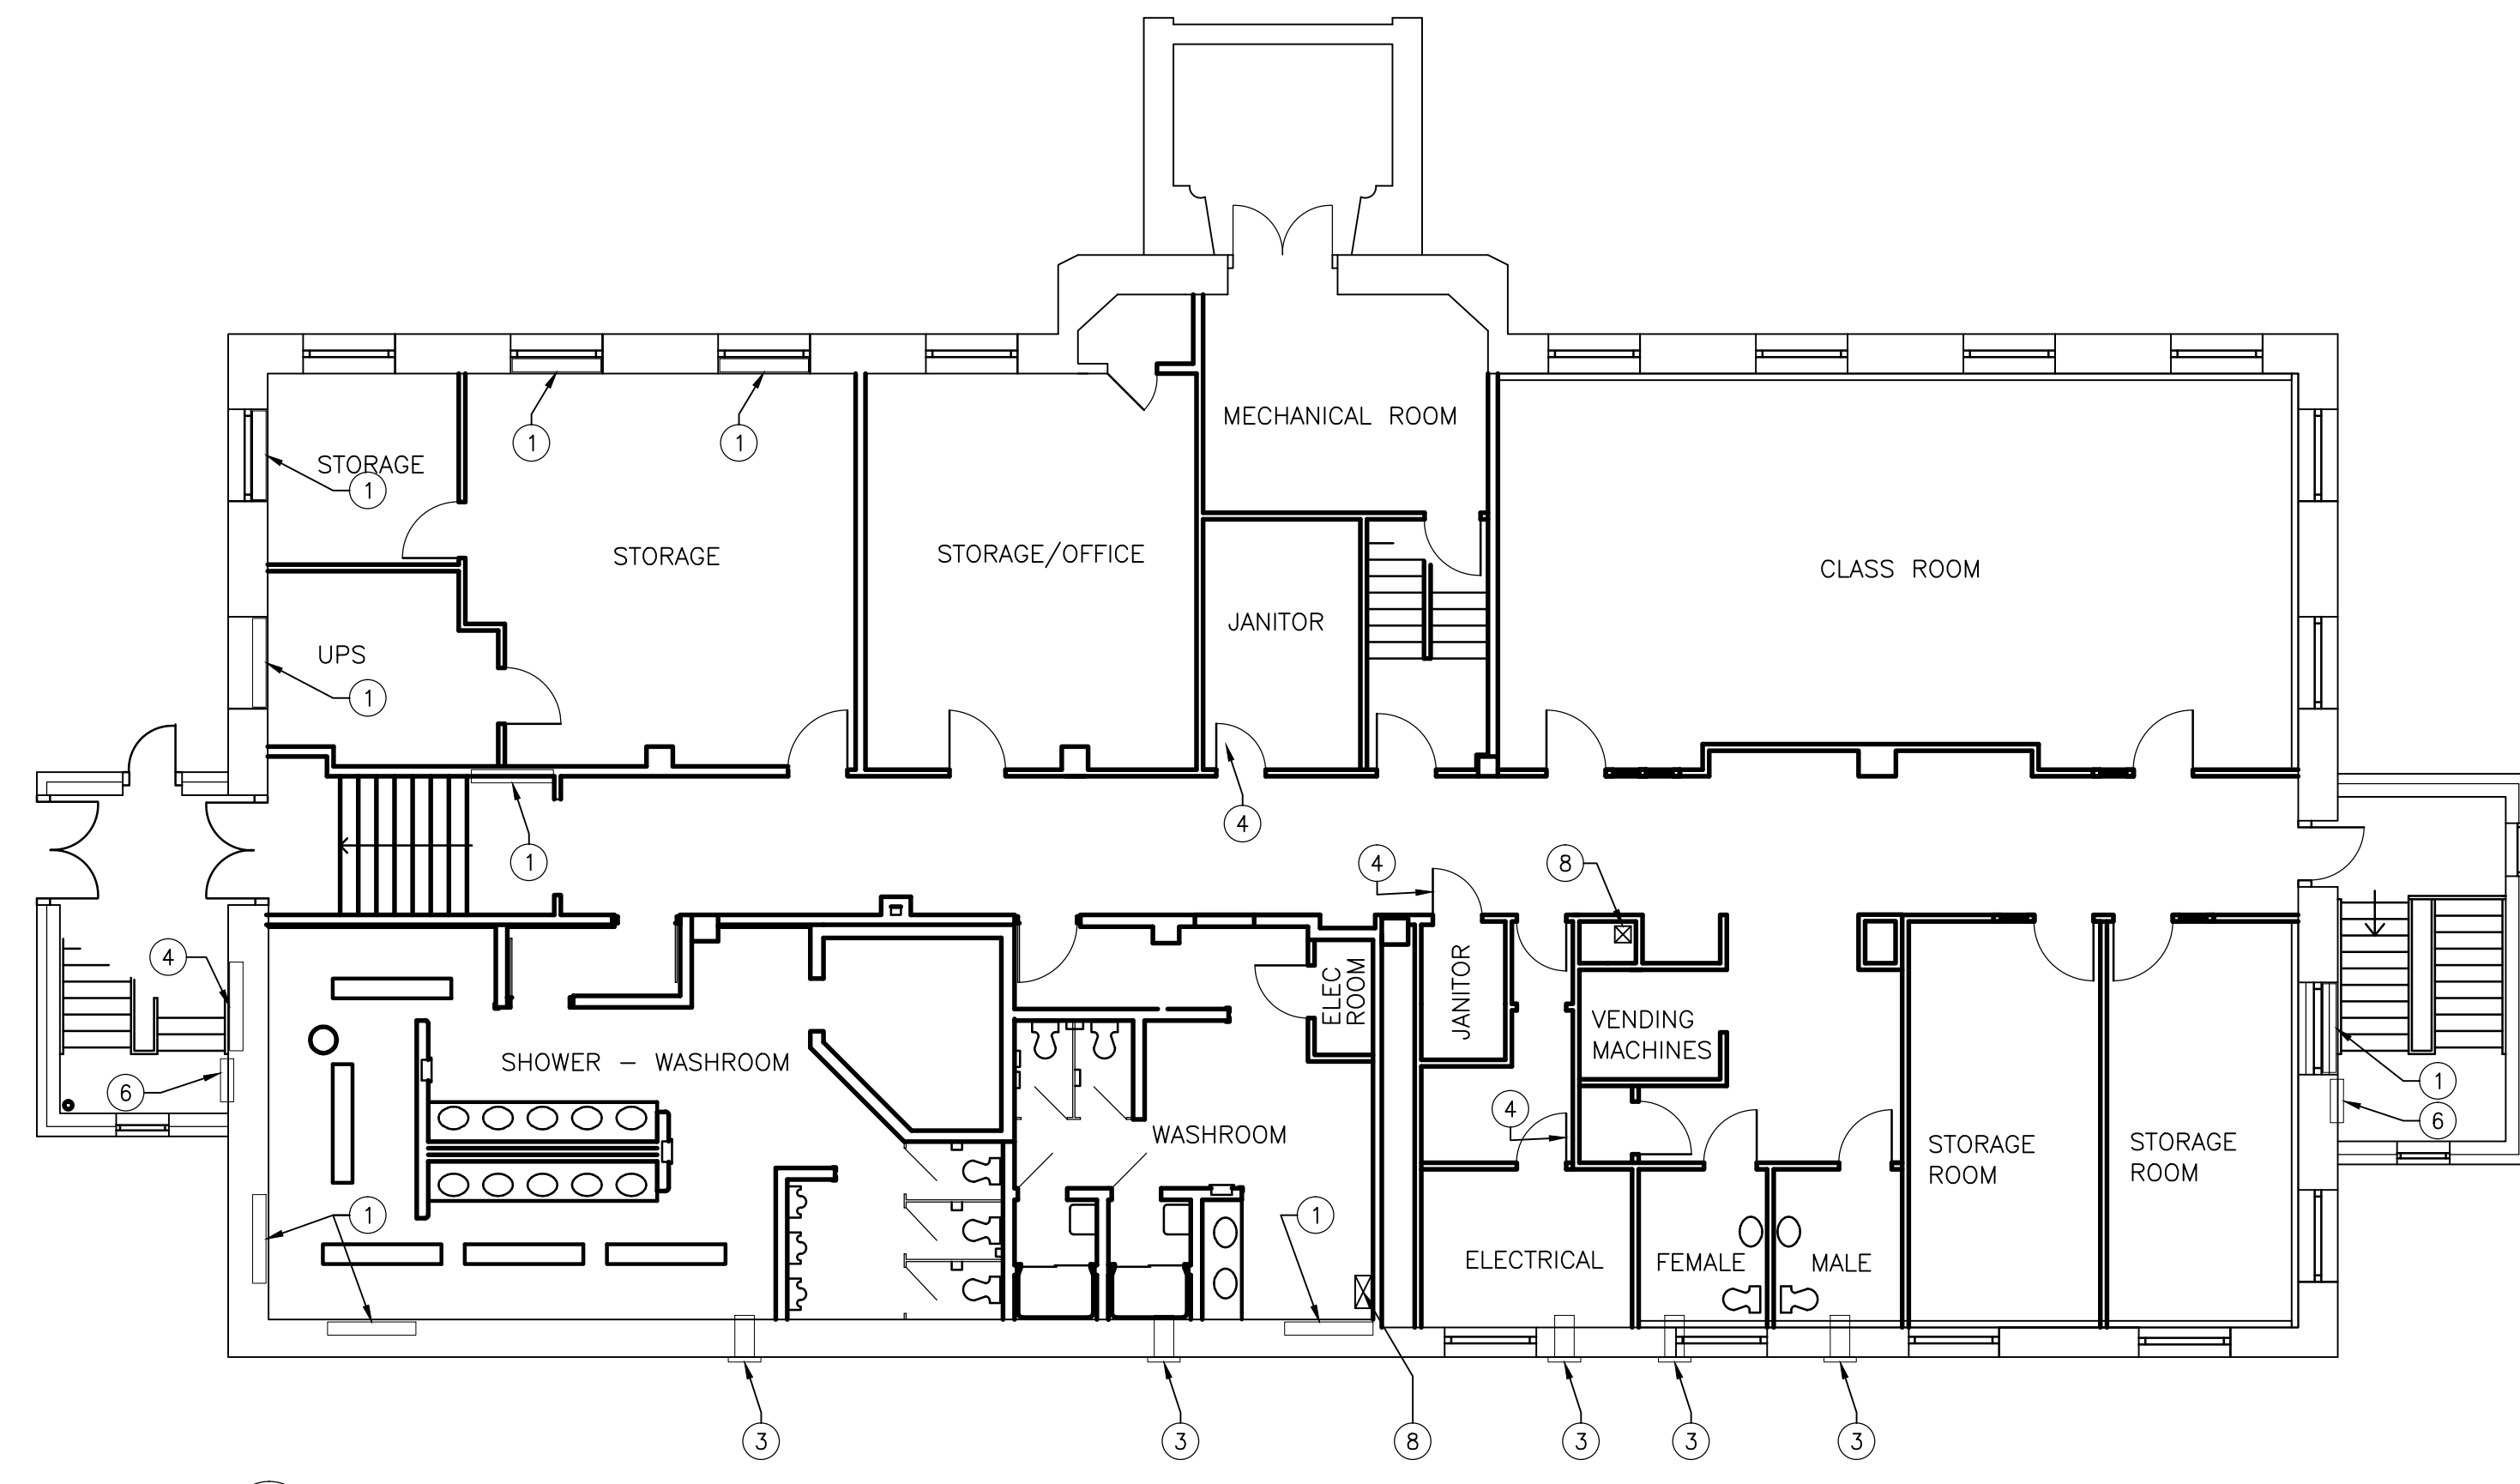 MECHANICAL ROOM
1
1
STORAGE
1
STORAGE
STORAGE/OFFICE
CLASS ROOM
JANITOR
UPS
1
4
1
4
8
4
JANITOR
ELEC
ROOM
VENDING
MACHINES
SHOWER – WASHROOM
6
4
1
6
WASHROOM
STORAGE
ROOM
STORAGE
ROOM
1
1
ELECTRICAL
FEMALE
MALE
3
3
8
3
3
3